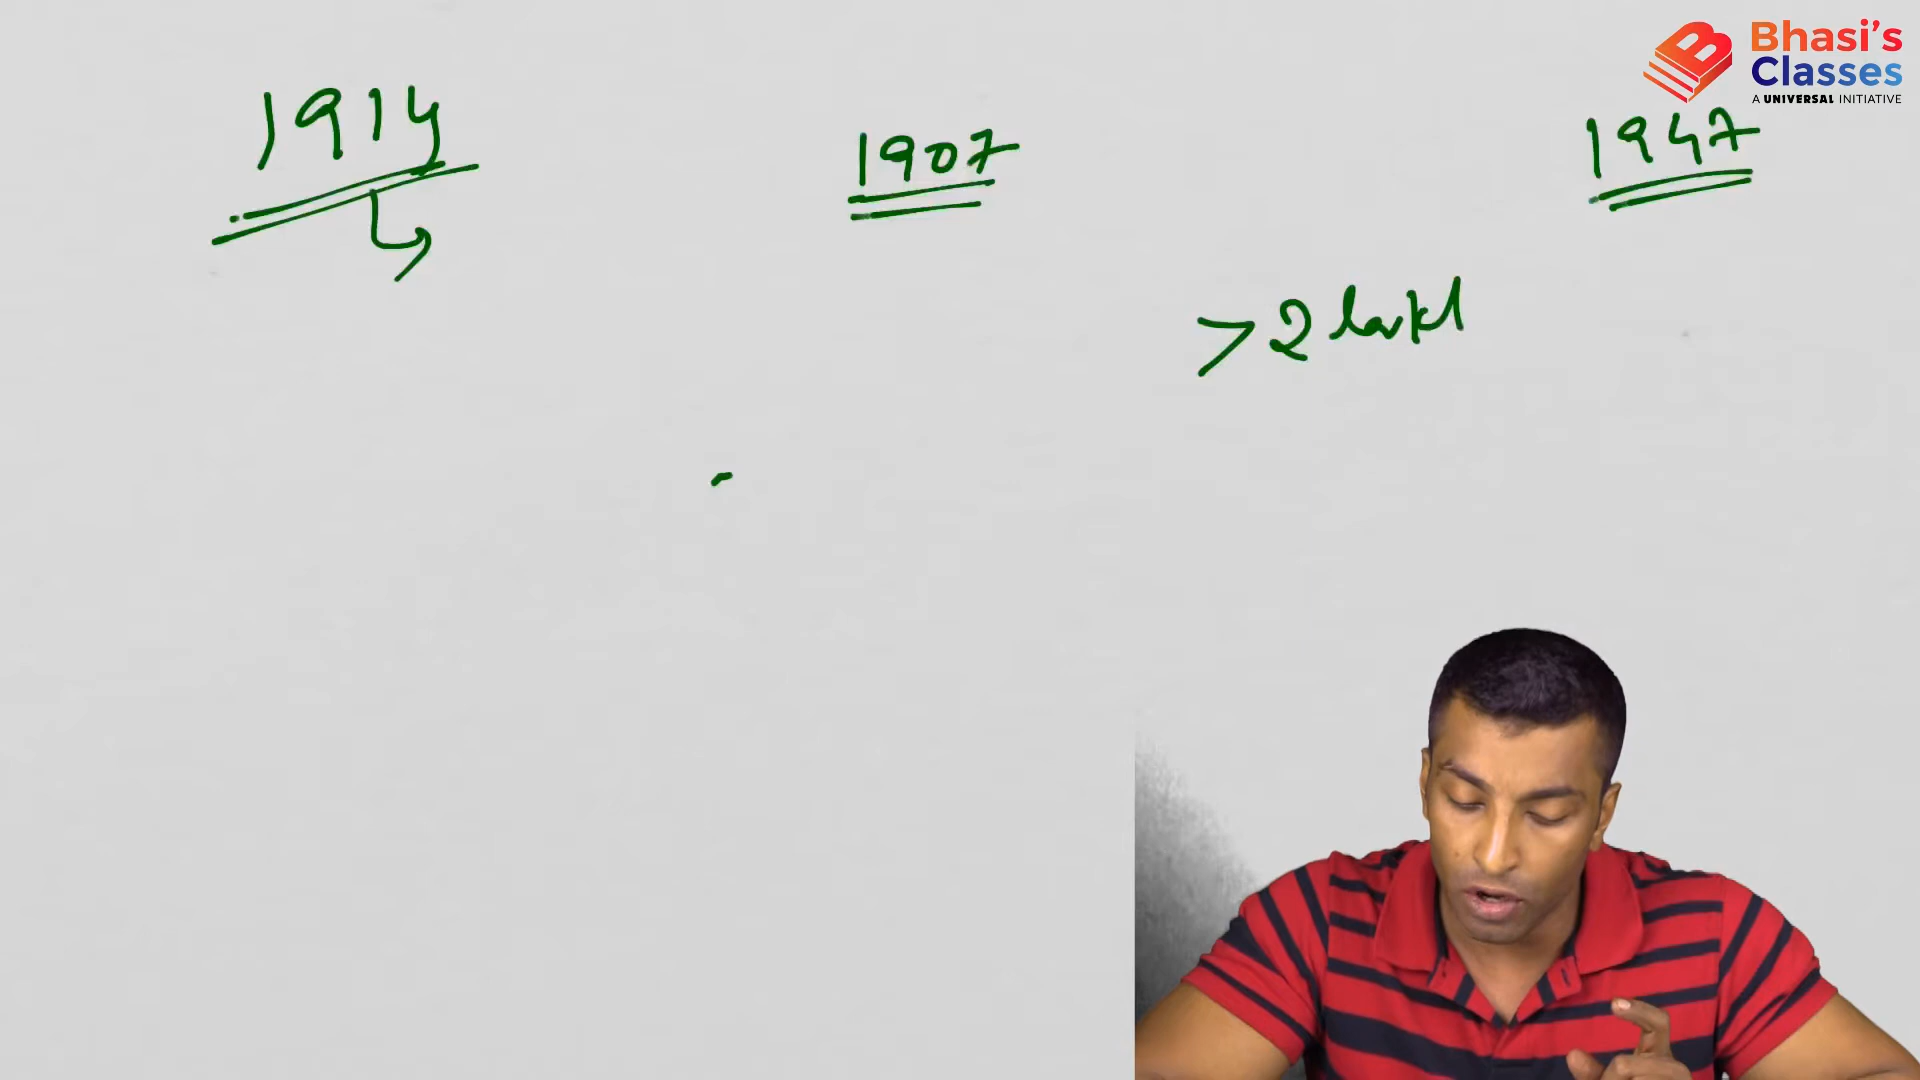 Bhasi's
Classes
A UNIVERSAL INITIATIVE
1914
1907
1947
>2 lakh